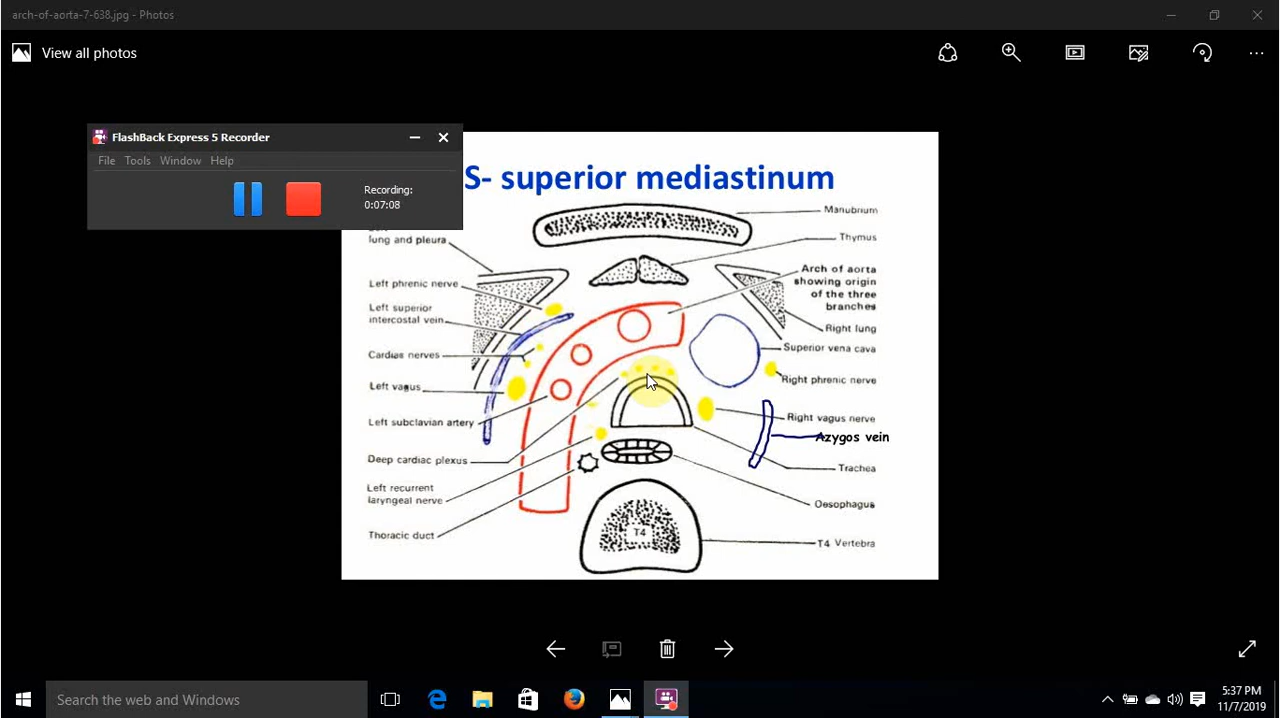 arch-of-aorta-7-638.jpg - Photos
View all photos
FlashBack Express 5 Recorder
File Tools Window Help
Recording:
0:07:08
S- superior mediastinum
lung and pleura
Left phrenic nerve
Left superior
intercostal vein
Cardiac nerves
Left vagus
Left subclavian artery
Deep cardiac plexus
Left recurrent
laryngeal nerve
Thoracic duct
T4
Manubrium
Thymus
Arch of aorta
showing origin
of the three
branches
Right lung
Superior vena cava
Right phrenic nerve
Right vagus nerve
Azygos vein
Trachea
Oesophagus
T4 Vertebra
Search the web and Windows
5:37 PM
11/7/2019